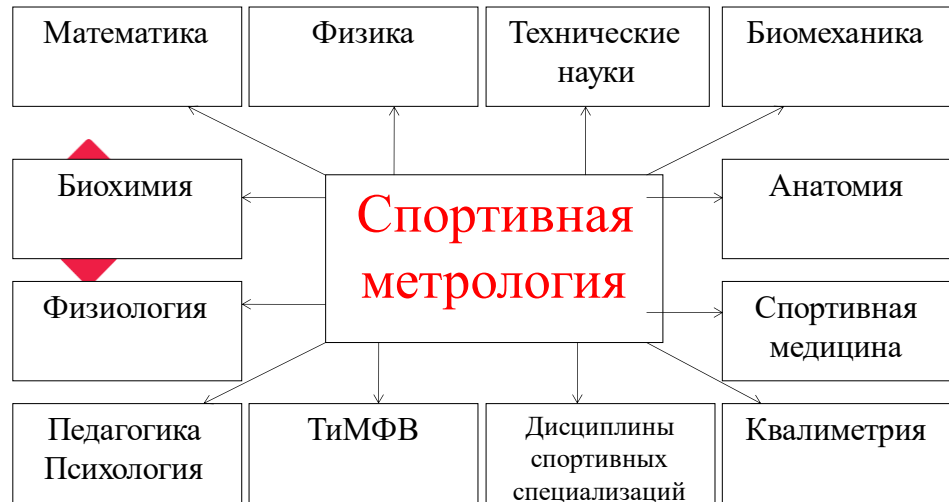 Математика
Физика
Технические
науки
Биомеханика
Биохимия
Спортивная
метрология
Анатомия
Физиология
Спортивная
медицина
Педагогика
Психология
ТиМФВ
Дисциплины
спортивных
специализаций
Квалиметрия